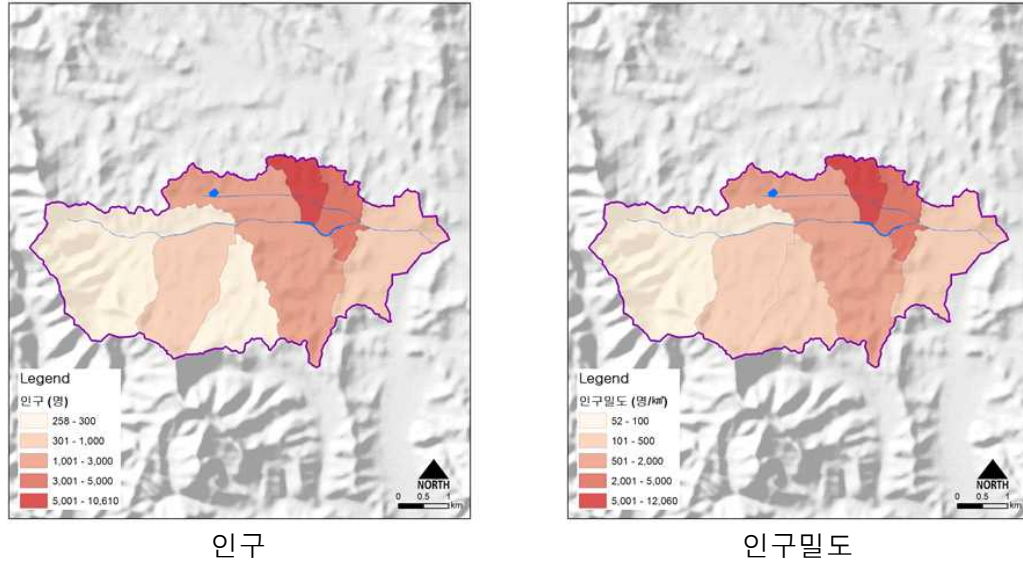 Legend
인구 (명)
258 - 300
301 - 1,000
1,001 - 3,000
3,001 - 5,000
5,001 - 10,610
NORTH
0 0.5 1
km
인구
Legend
인구밀도 (명/㎢)
52 - 100
101 - 500
501 - 2,000
2,001 - 5,000
5,001 - 12,060
NORTH
0 0.5 1
km
인구밀도